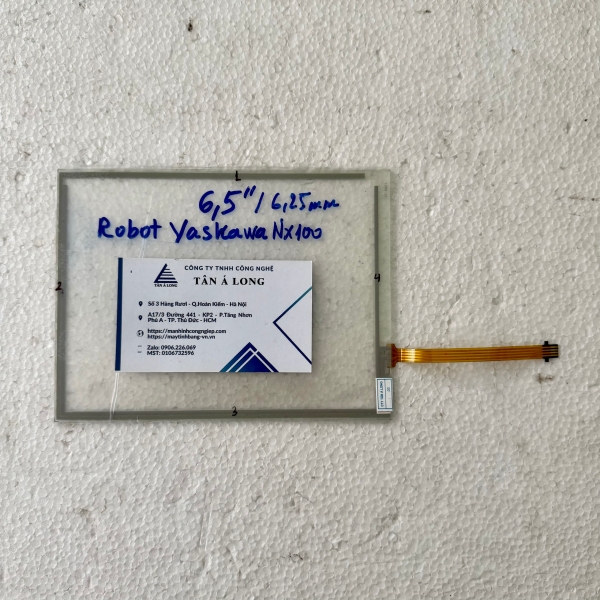 1
6,5" / 6,25mm
Robot Yaskawa NX100
2
4
CÔNG TY TNHH CÔNG NGHỆ
TÂN Á LONG
TÂN Á LONG
Số 3 Hàng Rươi - Q.Hoàn Kiếm - Hà Nội
A17/3 Đường 441 - KP2 - P.Tăng Nhơn
Phú A - TP. Thủ Đức - HCM
https://manhinhcongngiep.com
https://maytinhbang-vn.vn
Zalo: 0906.226.069
MST: 0106732596
3